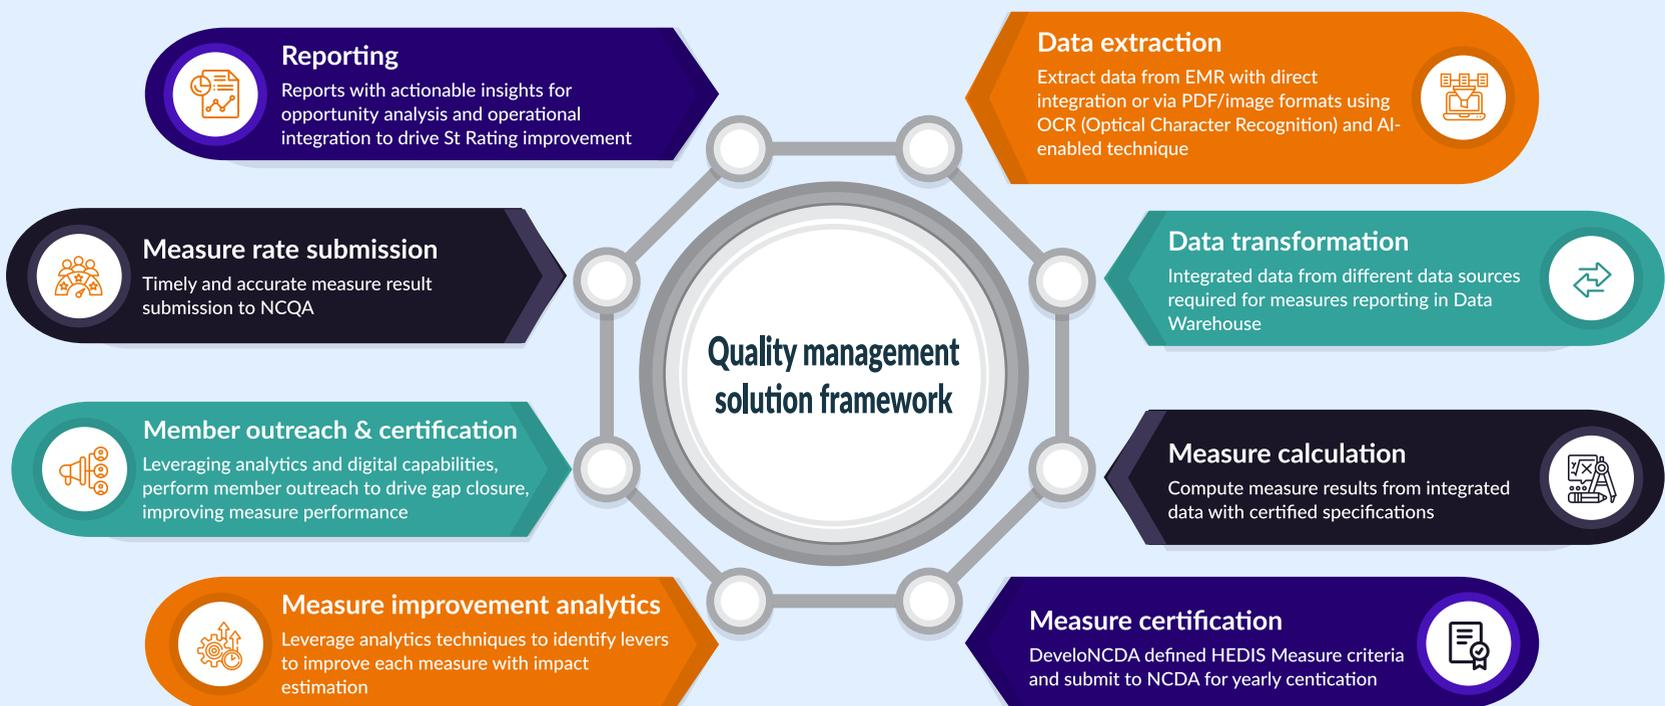 Reporting
Reports with actionable insights for
opportunity analysis and operational
integration to drive St Rating improvement
Data extraction
Extract data from EMR with direct
integration or via PDF/image formats using
OCR (Optical Character Recognition) and AI-
enabled technique
Measure rate submission
Timely and accurate measure result
submission to NCQA
Data transformation
Integrated data from different data sources
required for measures reporting in Data
Warehouse
Quality management
solution framework
Member outreach & certification
Leveraging analytics and digital capabilities,
perform member outreach to drive gap closure,
improving measure performance
Measure calculation
Compute measure results from integrated
data with certified specifications
Measure improvement analytics
Leverage analytics techniques to identify levers
to improve each measure with impact
estimation
Measure certification
DeveloNCDA defined HEDIS Measure criteria
and submit to NCDA for yearly centication